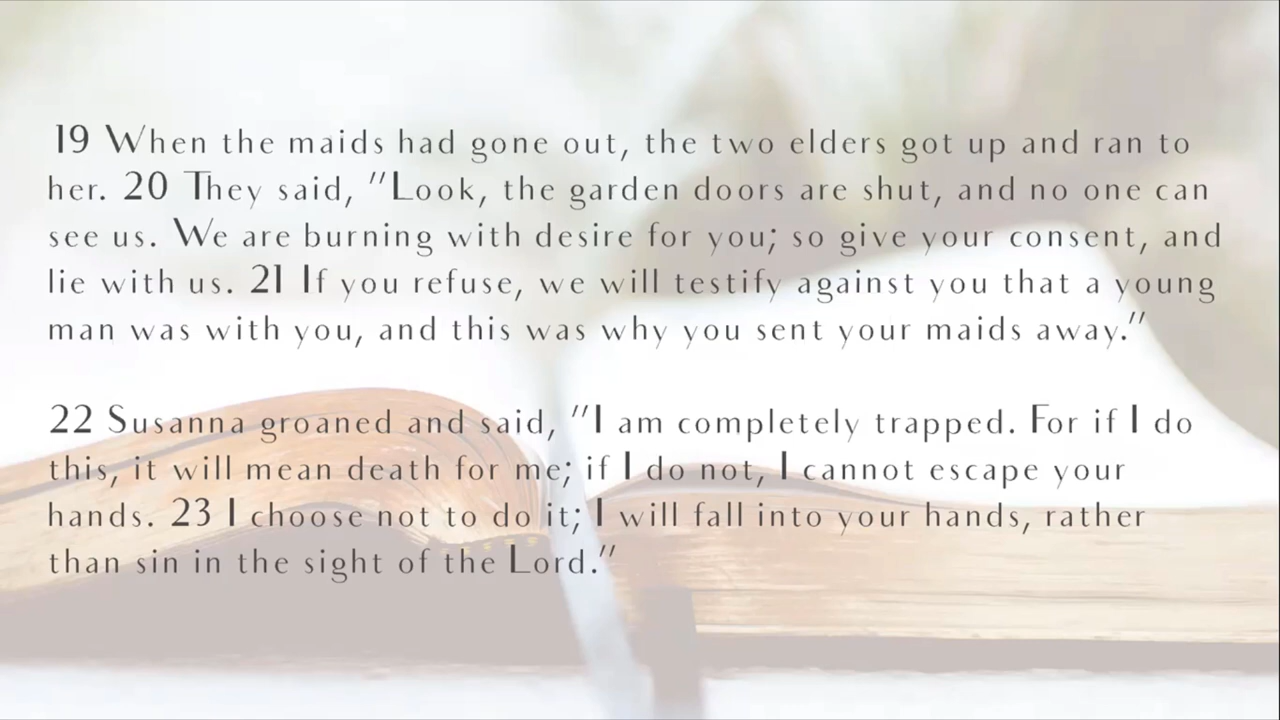 19 When the maids had gone out, the two elders got up and ran to
her. 20 They said, "Look, the garden doors are shut, and no one can
see us. We are burning with desire for you; so give your consent, and
lie with us. 21 If you refuse, we will testify against you that a young
man was with you, and this was why you sent your maids away."
22 Susanna groaned and said, "I am completely trapped. For if I do
this, it will mean death for me; if I do not, I cannot escape your
hands. 23 I choose not to do it; I will fall into your hands, rather
than sin in the sight of the Lord."